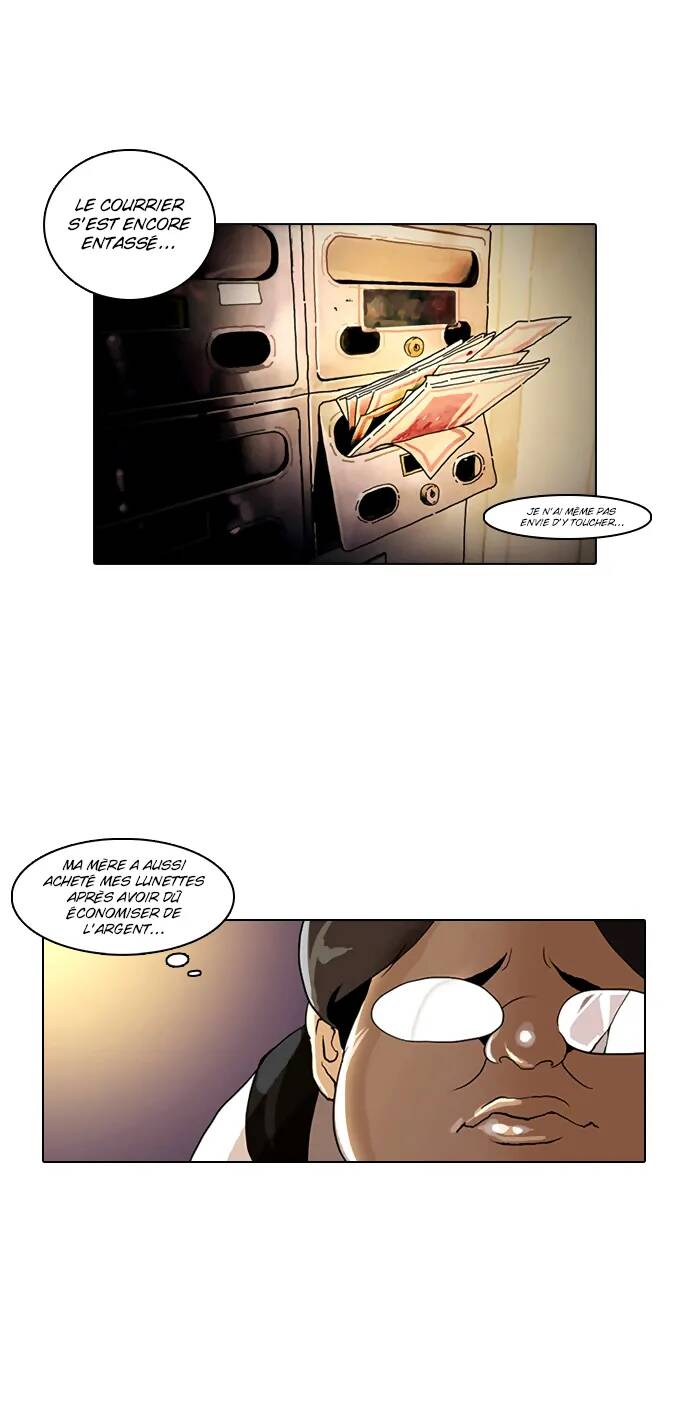 LE COURRIER
S'EST ENCORE
ENTASSÉ...
JE N'AI MÊME PAS
ENVIE D'Y TOUCHER...
MA MÈRE A AUSSI
ACHETÉ MES LUNETTES
APRÈS AVOIR DÛ
ÉCONOMISER DE
L'ARGENT...